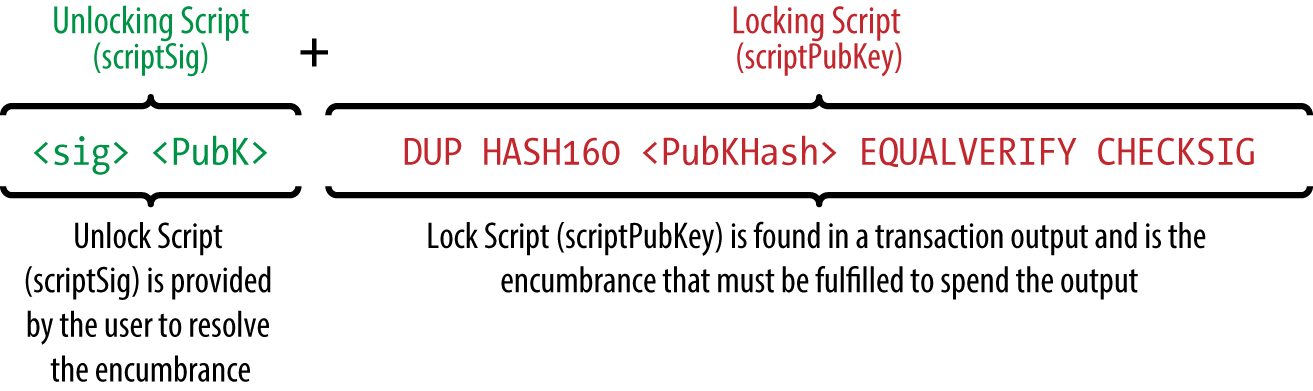 Unlocking Script
(scriptSig)
+
Locking Script
(scriptPubKey)
<sig> <PubK>
DUP HASH160 <PubKHash> EQUALVERIFY CHECKSIG
Unlock Script
(scriptSig) is provided
by the user to resolve
the encumbrance
Lock Script (scriptPubKey) is found in a transaction output and is the
encumbrance that must be fulfilled to spend the output